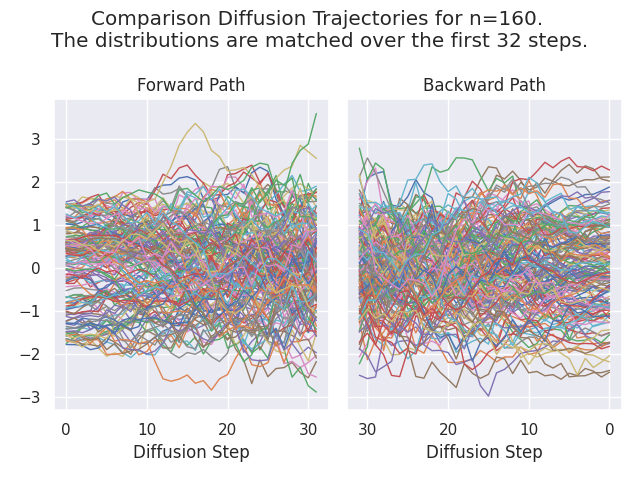 Comparison Diffusion Trajectories for n=160.
The distributions are matched over the first 32 steps.
Forward Path
Backward Path
3
2
1
0
−1
−2
−3
0 10 20 30
30 20 10 0
Diffusion Step
Diffusion Step